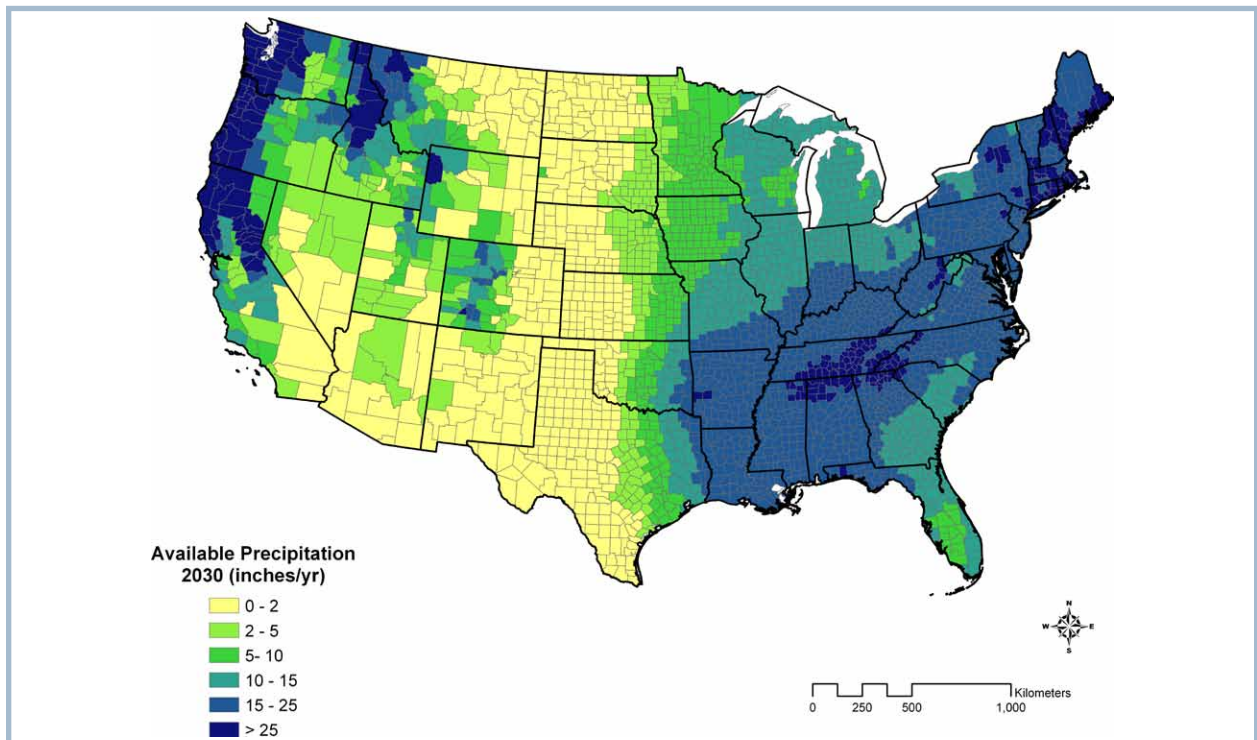 Available Precipitation
2030 (inches/yr)
0 - 2
2 - 5
5- 10
10 - 15
15 - 25
> 25
N
W E
S
Kilometers
0 250 500 1,000